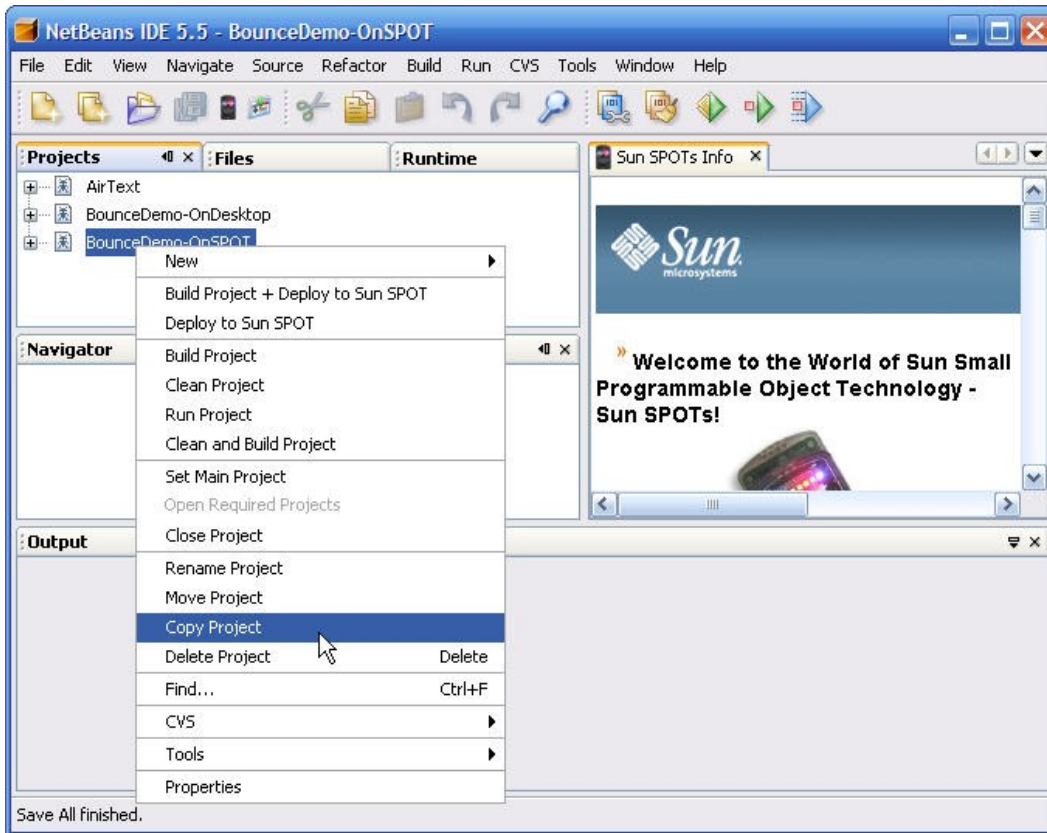 NetBeans IDE 5.5 - BounceDemo-OnSPOT
File Edit View Navigate Source Refactor Build Run CVS Tools Window Help
Projects Files Runtime
AirText
BounceDemo-OnDesktop
BounceDemo-OnSPOT
Navigator
New
Build Project + Deploy to Sun SPOT
Deploy to Sun SPOT
Build Project
Clean Project
Run Project
Clean and Build Project
Set Main Project
Open Required Projects
Close Project
Rename Project
Move Project
Copy Project
Delete Project Delete
Find... Ctrl+F
CVS
Tools
Properties
Sun SPOTs Info
Sun
microsystems
» Welcome to the World of Sun Small
Programmable Object Technology -
Sun SPOTs!
Output
Save All finished.